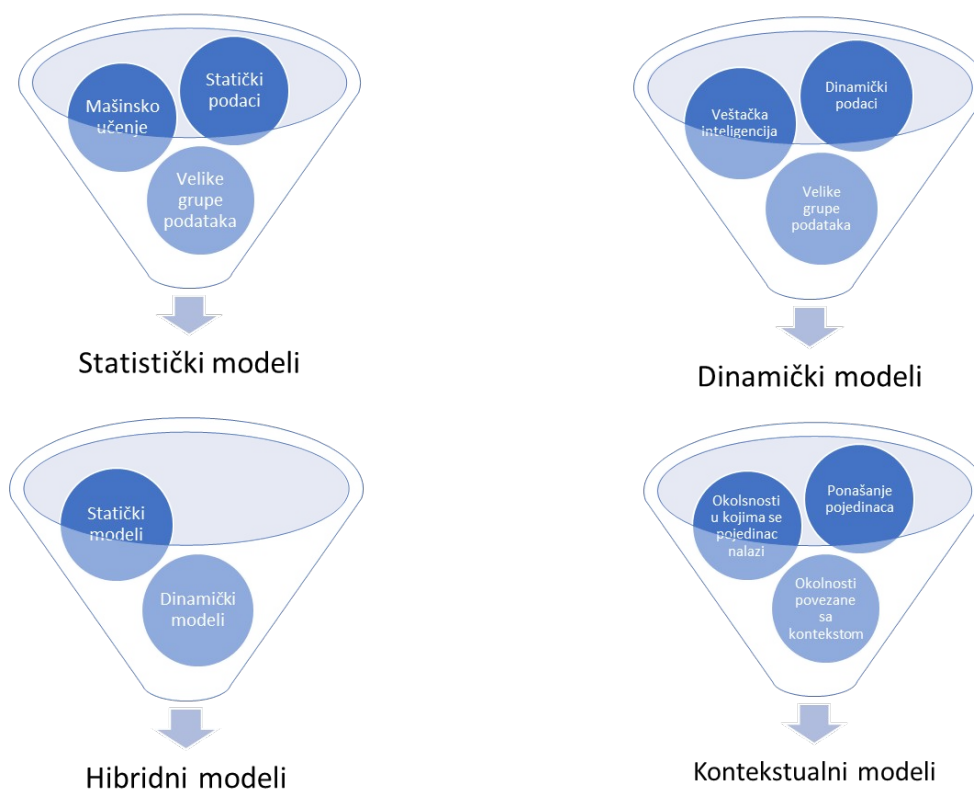 Mašinsko
učenje
Statički
podaci
Velike
grupe
podataka
Statistički modeli
Veštačka
inteligencija
Dinamički
podaci
Velike
grupe
podataka
Dinamički modeli
Statički
modeli
Dinamički
modeli
Hibridni modeli
Okolsnosti
u kojima se
pojedinac
nalazi
Ponašanje
pojedinaca
Okolnosti
povezane
sa
kontekstom
Kontekstualni modeli